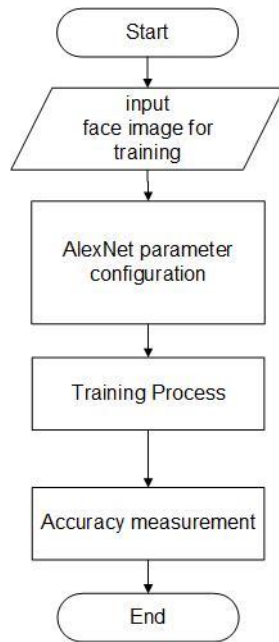 Start
input
face image for
training
AlexNet parameter
configuration
Training Process
Accuracy measurement
End